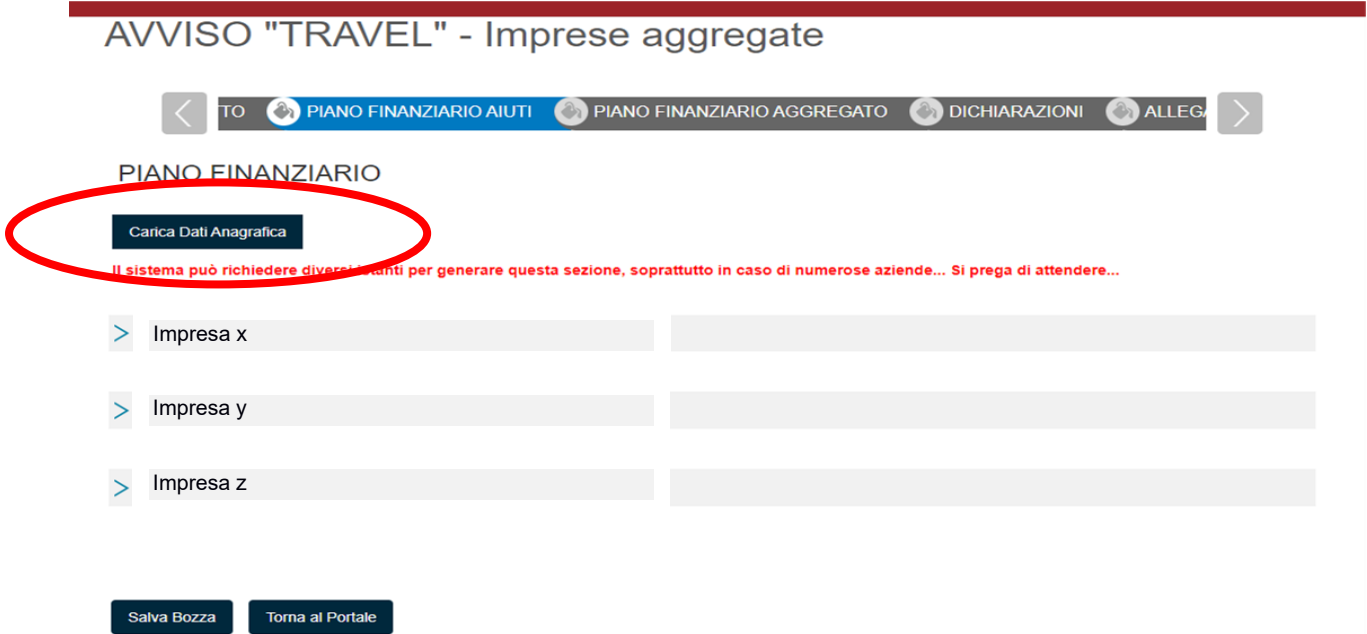 AVVISO "TRAVEL" - Imprese aggregate
TO PIANO FINANZIARIO AIUTI PIANO FINANZIARIO AGGREGATO DICHIARAZIONI ALLEGA
PIANO FINANZIARIO
Carica Dati Anagrafica
Il sistema può richiedere diversi istanti per generare questa sezione, soprattutto in caso di numerose aziende... Si prega di attendere...
Impresa x
Impresa y
Impresa z
Salva Bozza Torna al Portale